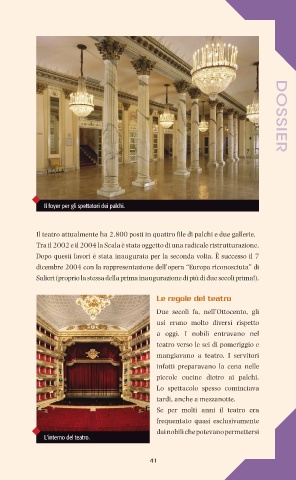 DOSSIER
Il foyer per gli spettatori dei palchi.
Il teatro attualmente ha 2.800 posti in quattro file di palchi e due gallerie.
Tra il 2002 e il 2004 la Scala è stata oggetto di una radicale ristrutturazione.
Dopo questi lavori è stata inaugurata per la seconda volta. È successo il 7
dicembre 2004 con la rappresentazione dell'opera "Europa riconosciuta" di
Salieri (proprio la stessa della prima inaugurazione di più di due secoli prima!).
Le regole del teatro
Due secoli fa, nell'Ottocento, gli
usi erano molto diversi rispetto
a oggi. I nobili entravano nel
teatro verso le sei di pomeriggio e
mangiavano a teatro. I servitori
infatti preparavano la cena nelle
piccole cucine dietro ai palchi.
Lo spettacolo spesso cominciava
tardi, anche a mezzanotte.
Se per molti anni il teatro era
frequentato quasi esclusivamente
dai nobili che potevano permettersi
L'interno del teatro.
41